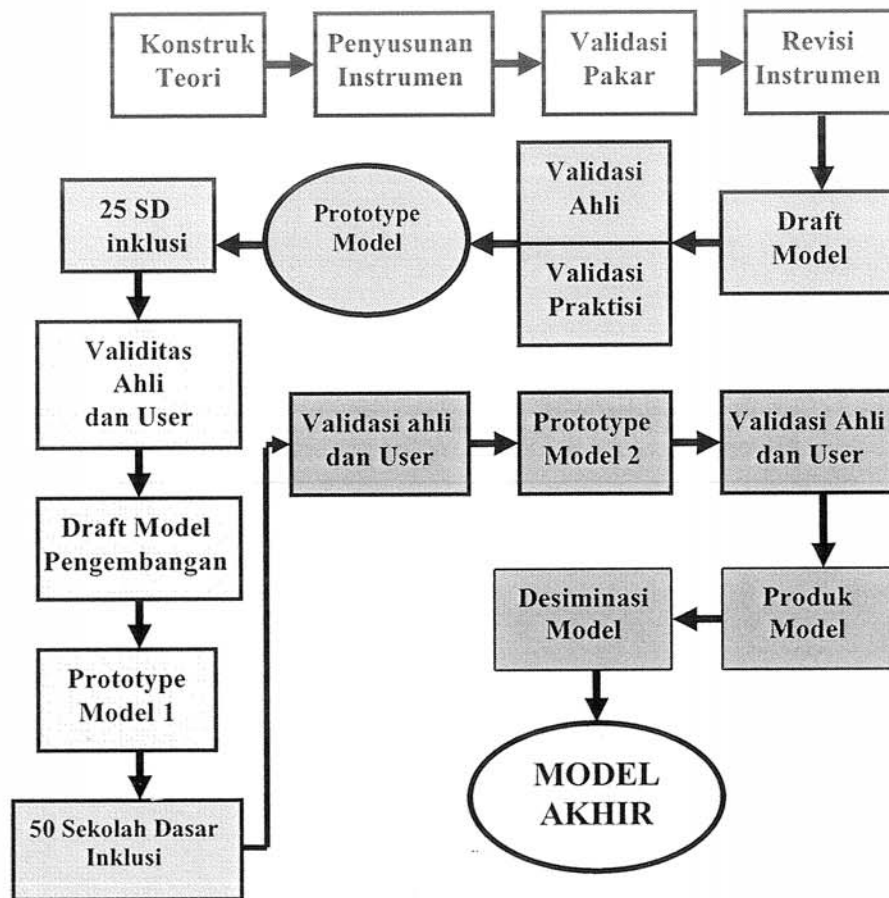 Konstruk
Teori
Penyusunan
Instrumen
Validasi
Pakar
Revisi
Instrumen
Draft
Model
Validasi
Ahli
Validasi
Praktisi
Prototype
Model
25 SD
inklusi
Validitas
Ahli
dan User
Draft Model
Pengembangan
Prototype
Model 1
50 Sekolah Dasar
Inklusi
Validasi ahli
dan User
Prototype
Model 2
Validasi Ahli
dan User
Produk
Model
Desiminasi
Model
MODEL
AKHIR